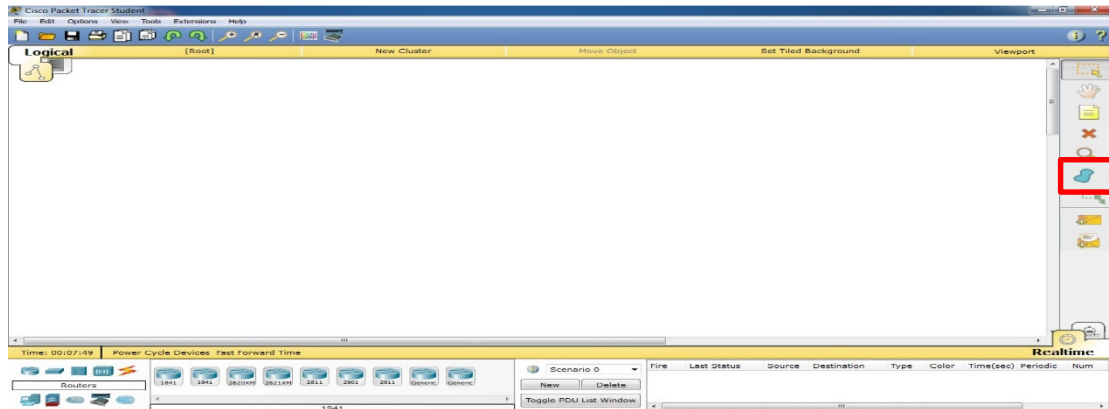 Cisco Packet Tracer Student
File Edit Options View Tools Extensions Help
Logical [Root] New Cluster Move Object Set Tiled Background Viewport
Time: 00:07:49 Power Cycle Devices Fast Forward Time Realtime
Routers
1841 1941 2620XM 2621XM 2811 2901 2911 Generic Generic
1941
Scenario 0
New Delete
Toggle PDU List Window
Fire Last Status Source Destination Type Color Time(sec) Periodic Num